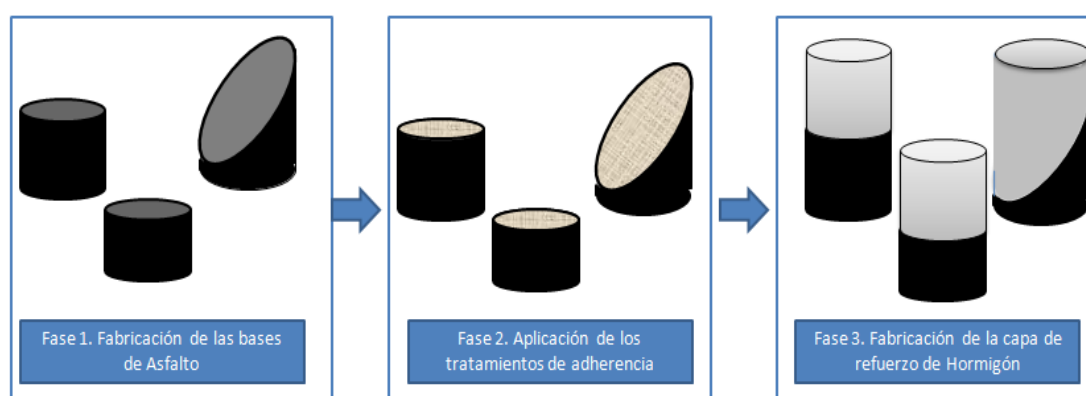 Fase 1. Fabricación de las bases
de Asfalto
Fase 2. Aplicación de los
tratamientos de adherencia
Fase 3. Fabricación de la capa de
refuerzo de Hormigón